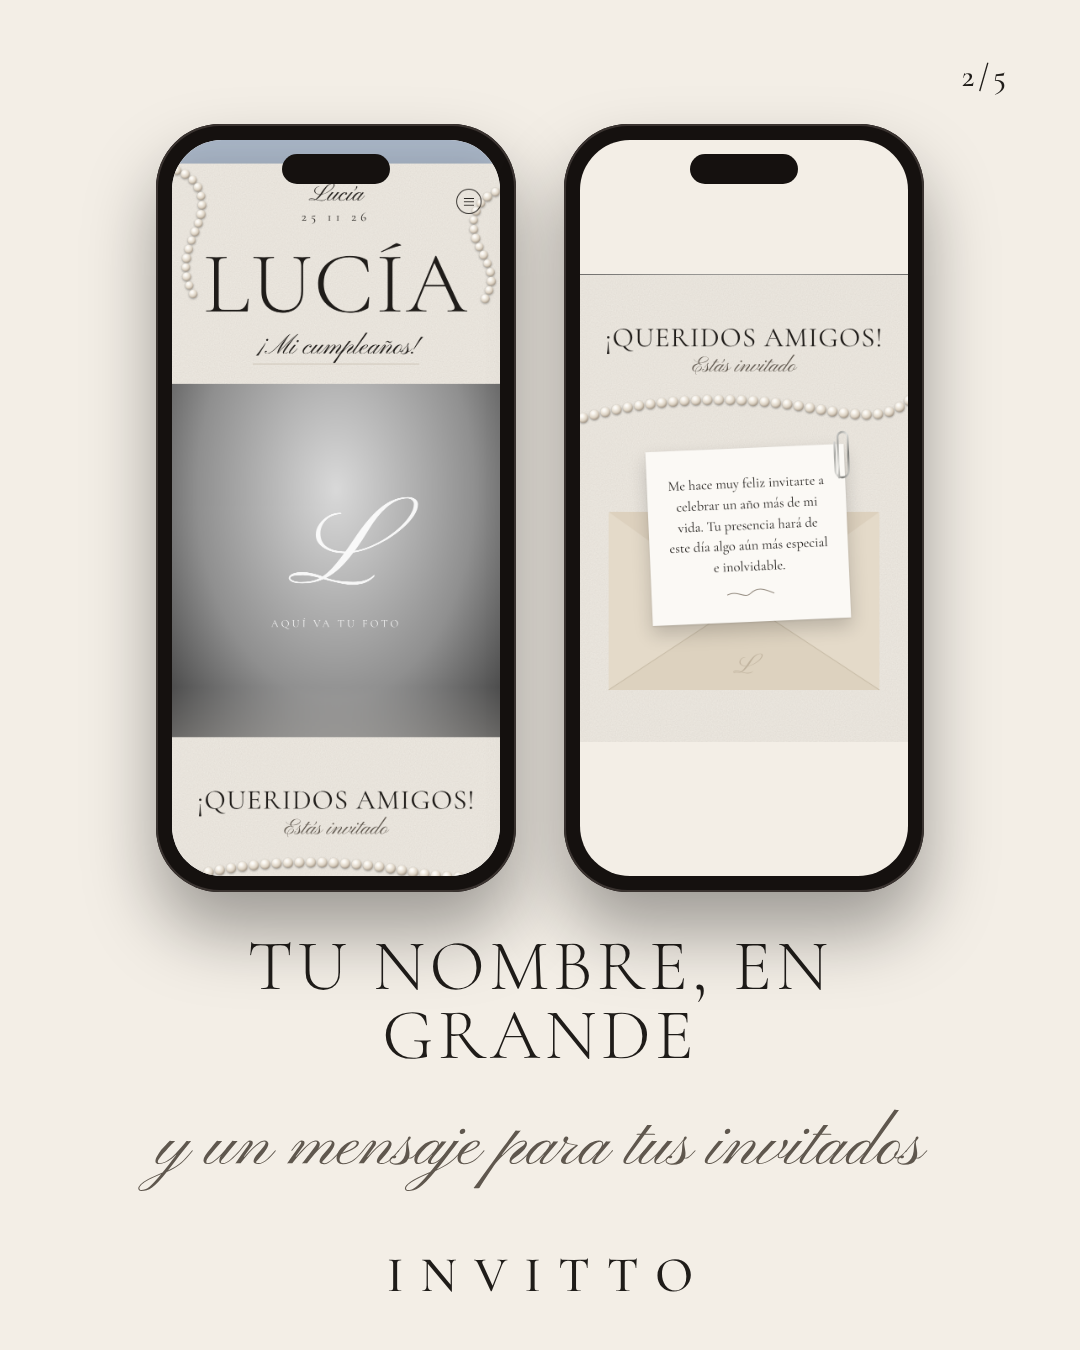 2/5
Lucía
25 11 26
LUCÍA
¡Mi cumpleaños!
L
AQUÍ VA TU FOTO
¡QUERIDOS AMIGOS!
Estás invitado
¡QUERIDOS AMIGOS!
Estás invitado
Me hace muy feliz invitarte a
celebrar un año más de mi
vida. Tu presencia hará de
este día algo aún más especial
e inolvidable.
L
TU NOMBRE, EN
GRANDE
y un mensaje para tus invitados
INVITTO